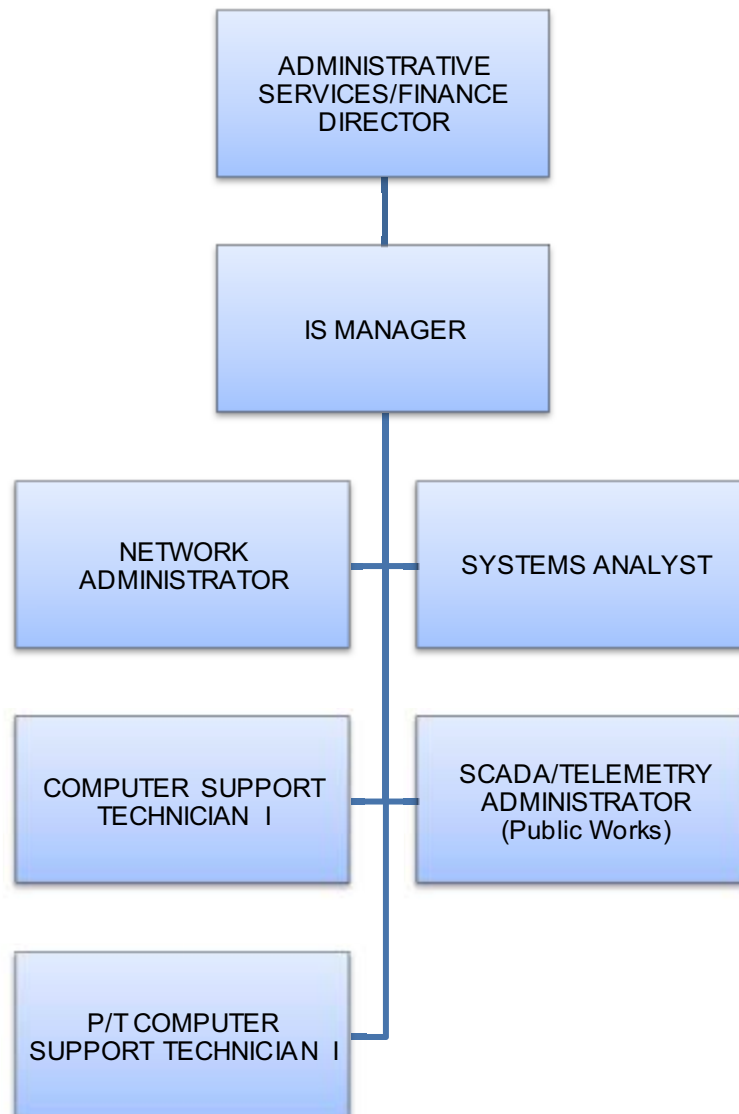 ADMINISTRATIVE
SERVICES/FINANCE
DIRECTOR
IS MANAGER
NETWORK
ADMINISTRATOR
SYSTEMS ANALYST
COMPUTER SUPPORT
TECHNICIAN I
SCADA/TELEMETRY
ADMINISTRATOR
(Public Works)
P/T COMPUTER
SUPPORT TECHNICIAN I